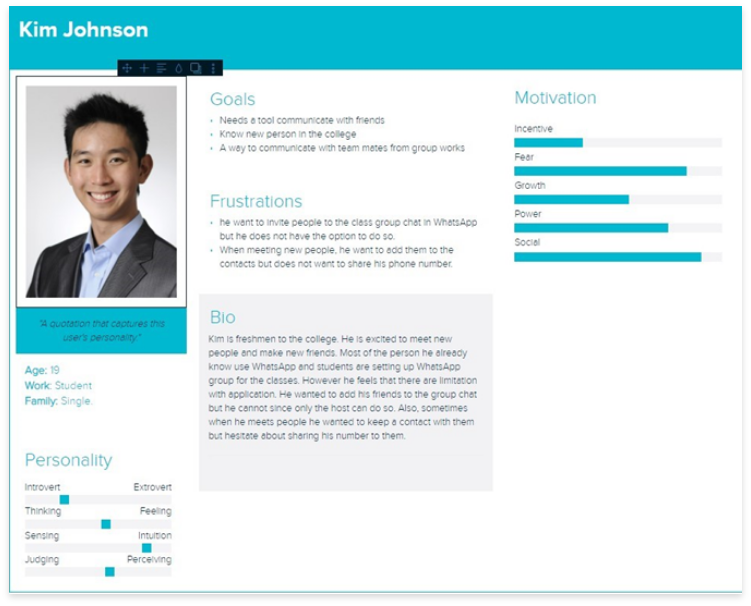 Kim Johnson
"A quotation that captures this
user's personality."
Age: 19
Work: Student
Family: Single.
Personality
Introvert Extrovert
Thinking Feeling
Sensing Intuition
Judging Perceiving
Goals
Needs a tool communicate with friends
Know new person in the college
A way to communicate with team mates from group works
Frustrations
he want to invite people to the class group chat in WhatsApp
but he does not have the option to do so.
When meeting new people, he want to add them to the
contacts but does not want to share his phone number.
Bio
Kim is freshmen to the college. He is excited to meet new
people and make new friends. Most of the person he already
know use WhatsApp and students are setting up WhatsApp
group for the classes. However he feels that there are limitation
with application. He wanted to add his friends to the group chat
but he cannot since only the host can do so. Also, sometimes
when he meets people he wanted to keep a contact with them
but hesitate about sharing his number to them.
Motivation
Incentive
Fear
Growth
Power
Social